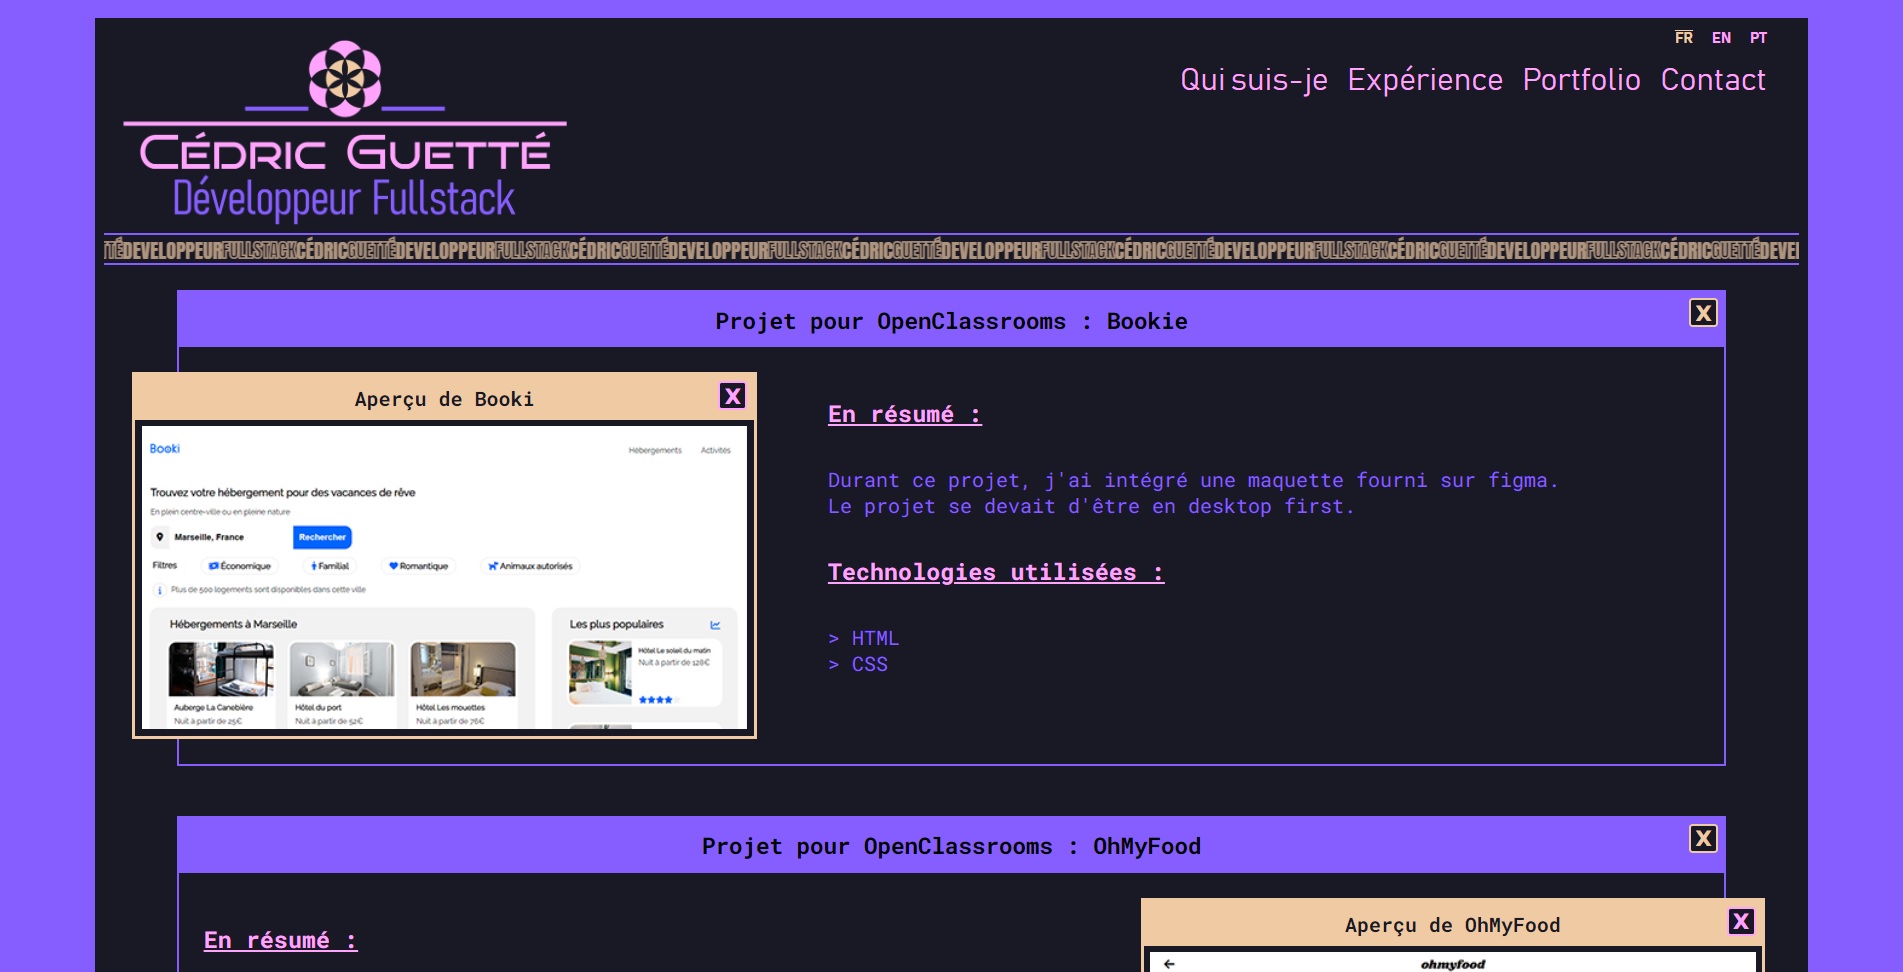 FR EN PT
Qui suis-je Expérience Portfolio Contact
CÉDRIC GUETTÉ
Développeur Fullstack
TTÉDEVELOPPEURFULLSTACKCÉDRICGUETTÉDEVELOPPEURFULLSTACKCÉDRICGUETTÉDEVELOPPEURFULLSTACKCÉDRICGUETTÉDEVELOPPEURFULLSTACKCÉDRICGUETTÉDEVELOPPEURFULLSTACKCÉDRICGUETTÉDEVELOPPEURFULLSTACKCÉDRICGUETTÉDEVE
Projet pour OpenClassrooms : Bookie X
Aperçu de Booki X
Booki Hébergements Activités
Trouvez votre hébergement pour des vacances de rêve
En plein centre-ville ou en pleine nature
Marseille, France Rechercher
Filtres Économique Familial Romantique Animaux autorisés
Plus de 500 logements sont disponibles dans cette ville
Hébergements à Marseille
Auberge La Canebière Hôtel du port Hôtel Les mouettes
Nuit à partir de 25€ Nuit à partir de 52€ Nuit à partir de 76€
Les plus populaires
Hôtel Le soleil du matin
Nuit à partir de 128€
En résumé :
Durant ce projet, j'ai intégré une maquette fourni sur figma.
Le projet se devait d'être en desktop first.
Technologies utilisées :
> HTML
> CSS
Projet pour OpenClassrooms : OhMyFood X
En résumé :
Aperçu de OhMyFood X
ohmyfood